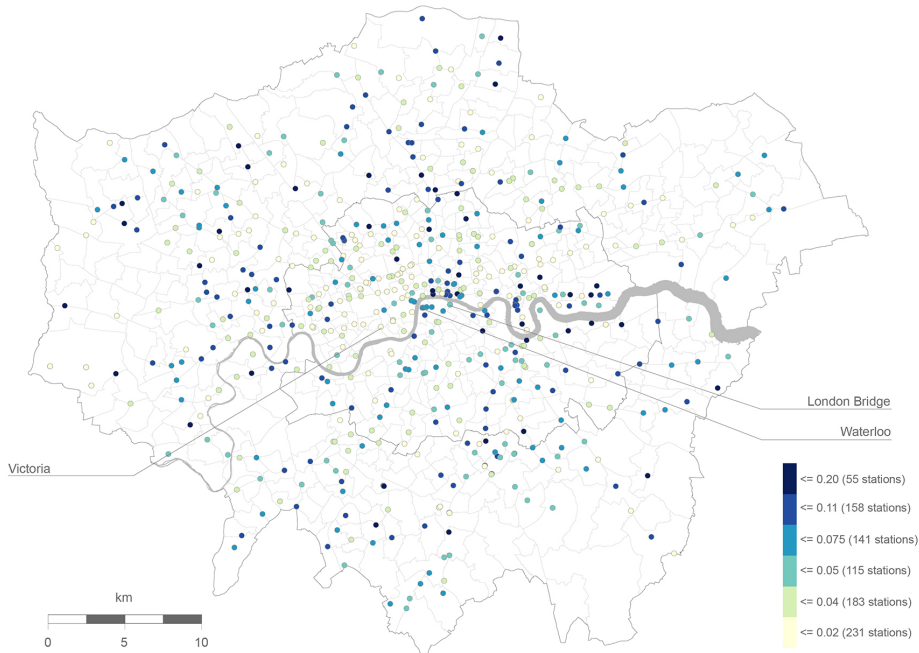 London Bridge
Waterloo
Victoria
<= 0.20 (55 stations)
<= 0.11 (158 stations)
<= 0.075 (141 stations)
<= 0.05 (115 stations)
<= 0.04 (183 stations)
<= 0.02 (231 stations)
km
0 5 10